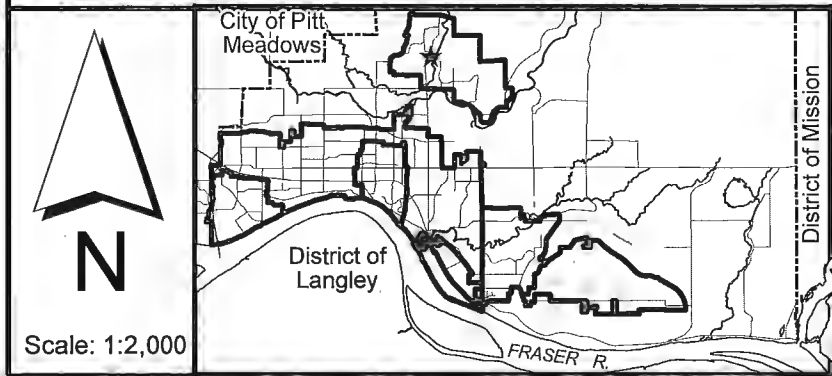 City of Pitt
Meadows
District of Mission
District of
Langley
N
Scale: 1:2,000
FRASER R.